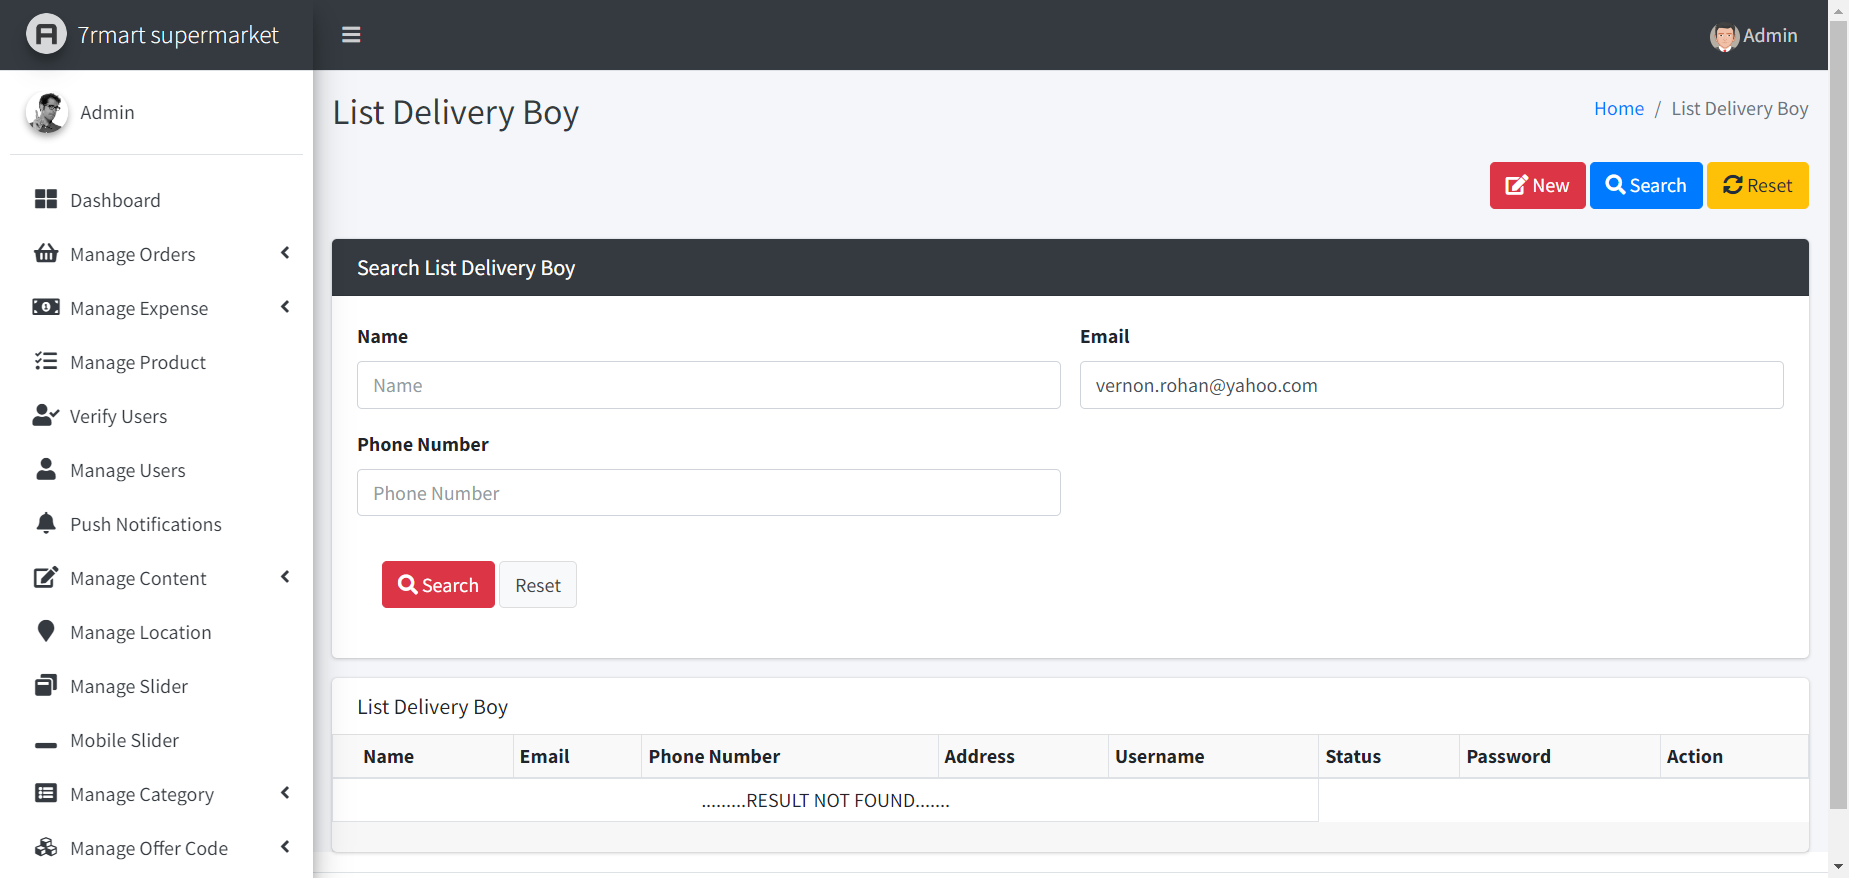 7rmart supermarket
Admin
Admin
Dashboard
Manage Orders
Manage Expense
Manage Product
Verify Users
Manage Users
Push Notifications
Manage Content
Manage Location
Manage Slider
Mobile Slider
Manage Category
Manage Offer Code
List Delivery Boy
Home / List Delivery Boy
New Search Reset
Search List Delivery Boy
Name Email
Name vernon.rohan@yahoo.com
Phone Number
Phone Number
Search Reset
List Delivery Boy
Name Email Phone Number Address Username Status Password Action
.........RESULT NOT FOUND.......